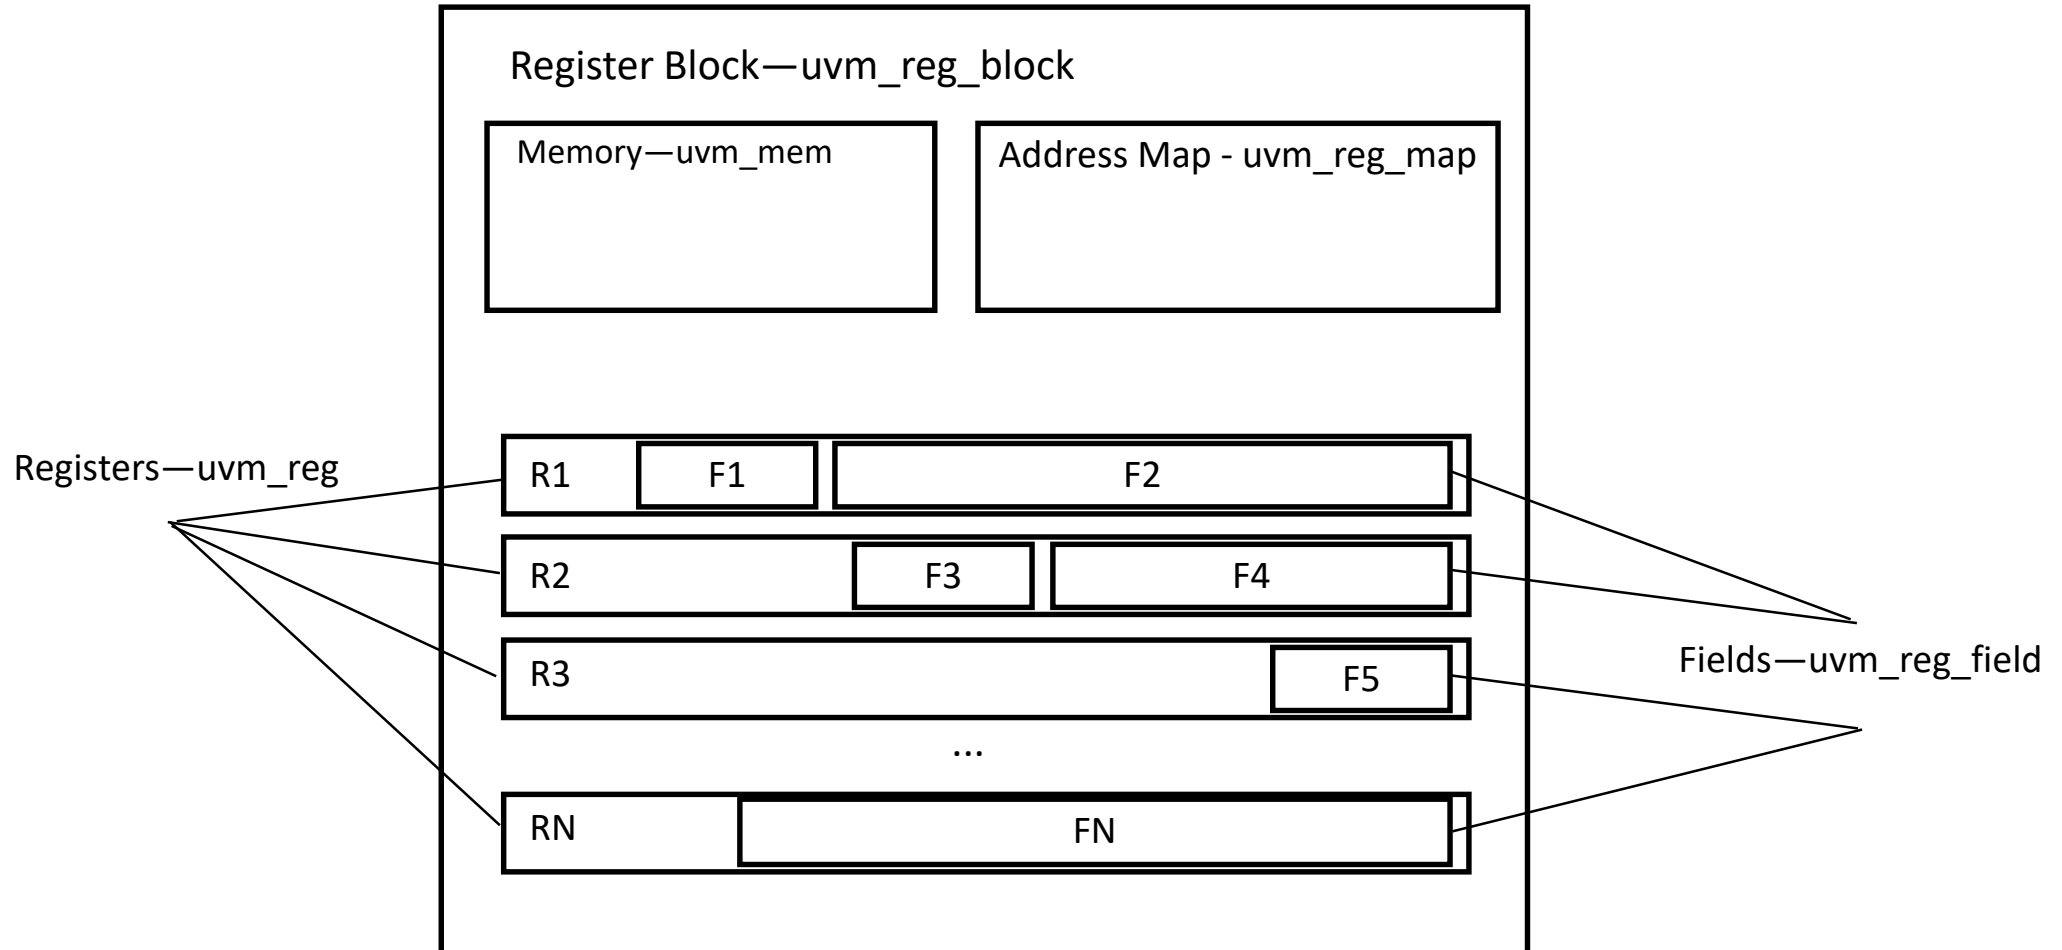 Register Block—uvm_reg_block
Memory—uvm_mem
Address Map - uvm_reg_map
Registers—uvm_reg
R1 F1 F2
R2 F3 F4
Fields—uvm_reg_field
R3 F5
...
RN FN